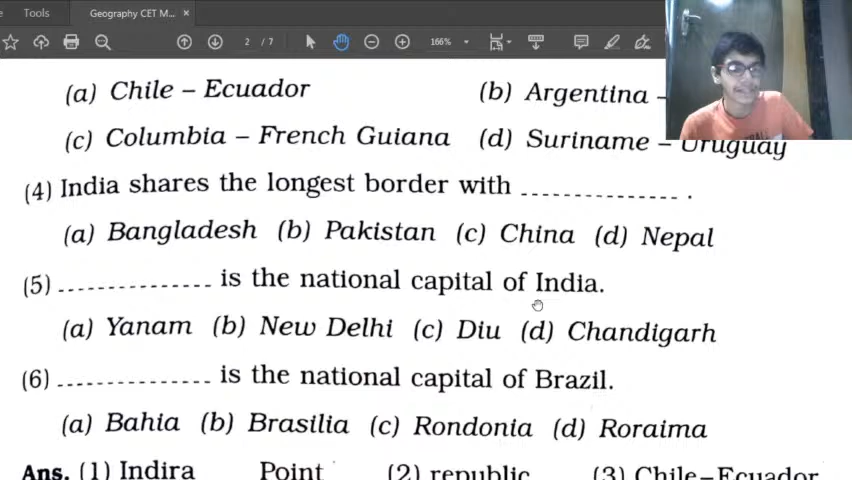 Tools
Geography CET M... ×
2 / 7
166%
(a) Chile – Ecuador (b) Argentina –
(c) Columbia – French Guiana (d) Suriname – Uruguay
(4) India shares the longest border with _______________ .
(a) Bangladesh (b) Pakistan (c) China (d) Nepal
(5) _______________ is the national capital of India.
(a) Yanam (b) New Delhi (c) Diu (d) Chandigarh
(6) _______________ is the national capital of Brazil.
(a) Bahia (b) Brasilia (c) Rondonia (d) Roraima
Ans. (1) Indira Point (2) republic (3) Chile–Ecuador